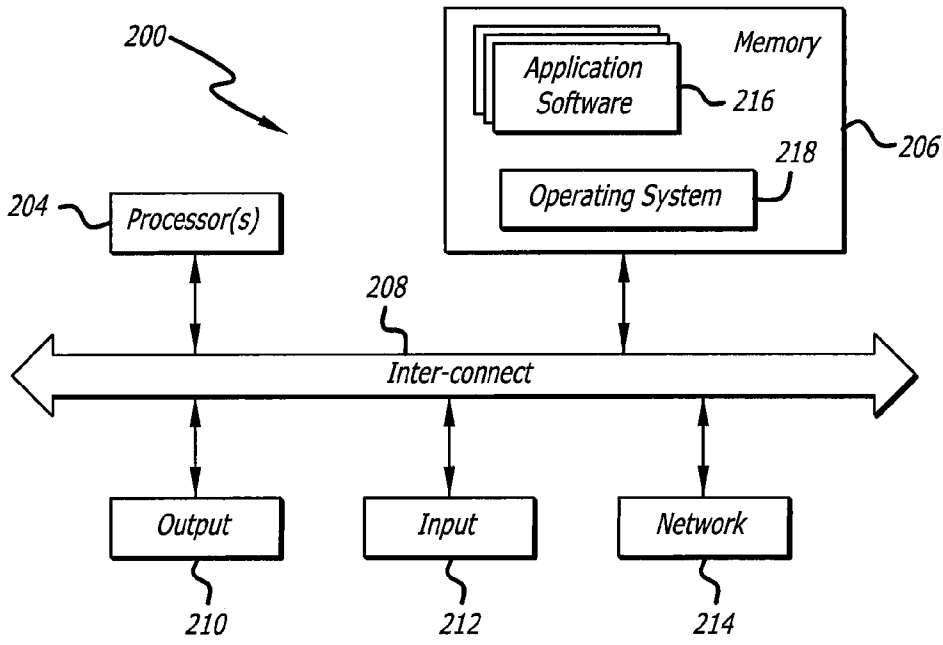 200
Memory
Application
Software
216
206
218
Operating System
204
Processor(s)
208
Inter-connect
Output
Input
Network
210
212
214